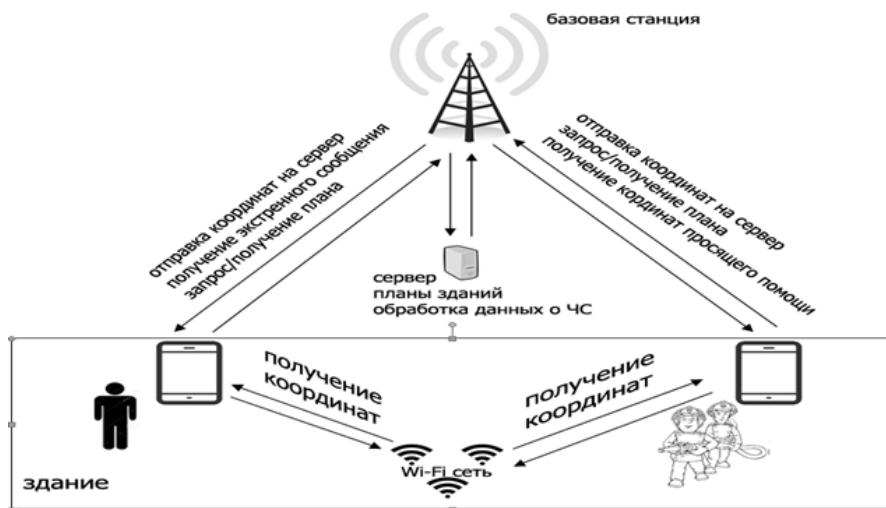 базовая станция
отправка координат на сервер
получение экстренного сообщения
запрос/получение плана
отправка координат на сервер
запрос/получение плана
получение кординат просящего помощи
сервер
планы зданий
обработка данных о ЧС
получение
координат
получение
координат
Wi-Fi сеть
здание